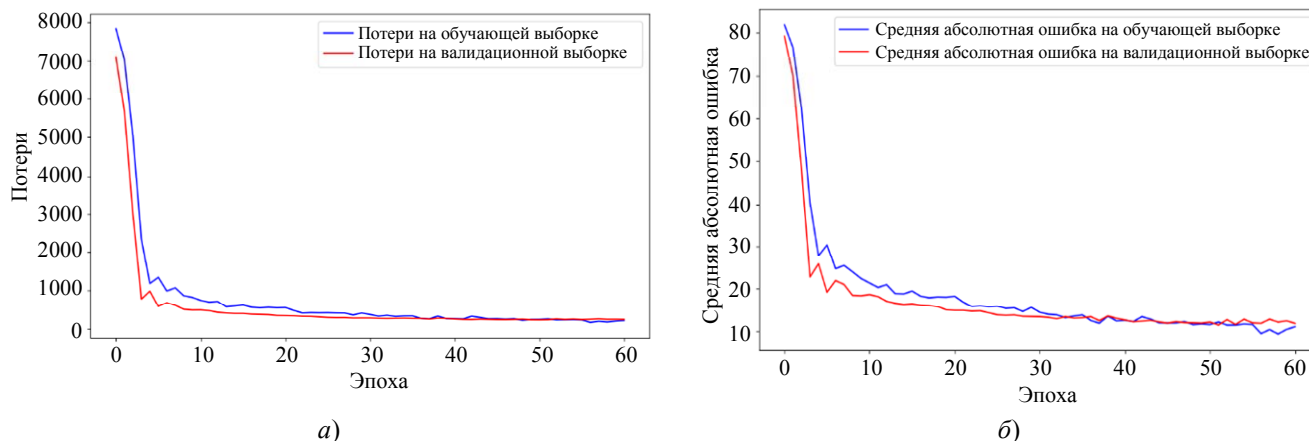 8000
7000
6000
5000
4000
3000
2000
1000
0
Потери
Потери на обучающей выборке
Потери на валидационной выборке
0 10 20 30 40 50 60
Эпоха
а)
80
70
60
50
40
30
20
10
Средняя абсолютная ошибка
Средняя абсолютная ошибка на обучающей выборке
Средняя абсолютная ошибка на валидационной выборке
0 10 20 30 40 50 60
Эпоха
б)